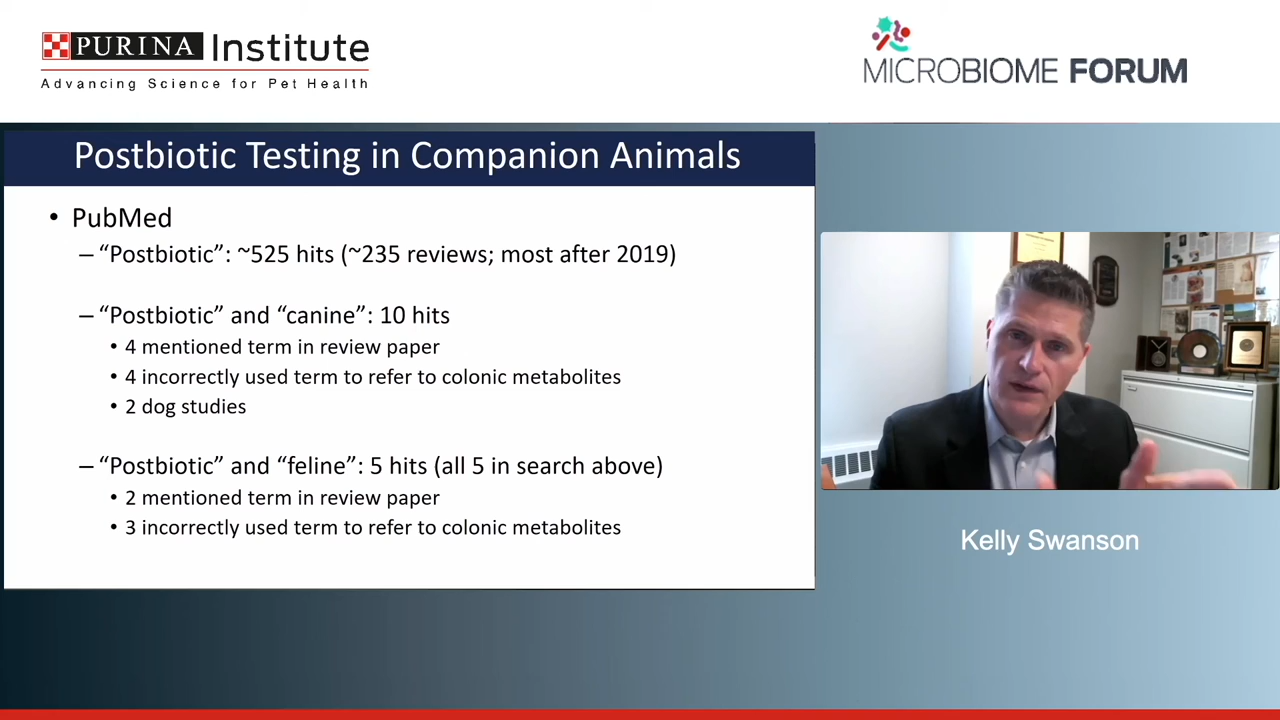 PURINA Institute
Advancing Science for Pet Health
MICROBIOME FORUM
Postbiotic Testing in Companion Animals
• PubMed
– “Postbiotic”: ~525 hits (~235 reviews; most after 2019)
– “Postbiotic” and “canine”: 10 hits
• 4 mentioned term in review paper
• 4 incorrectly used term to refer to colonic metabolites
• 2 dog studies
– “Postbiotic” and “feline”: 5 hits (all 5 in search above)
• 2 mentioned term in review paper
• 3 incorrectly used term to refer to colonic metabolites
Kelly Swanson